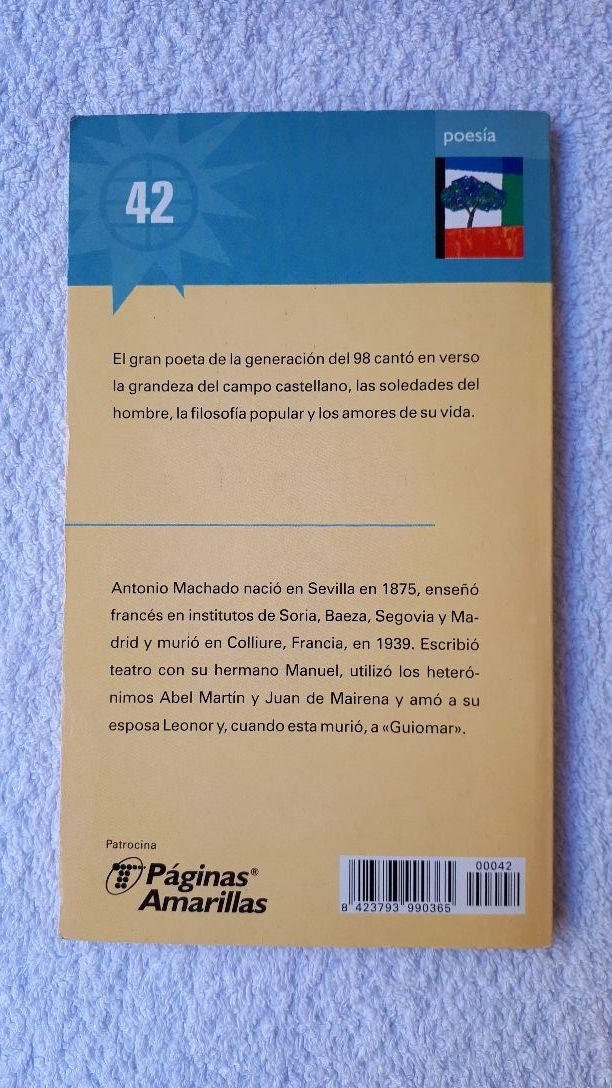 poesía
42
El gran poeta de la generación del 98 cantó en verso
la grandeza del campo castellano, las soledades del
hombre, la filosofía popular y los amores de su vida.
Antonio Machado nació en Sevilla en 1875, enseñó
francés en institutos de Soria, Baeza, Segovia y Ma-
drid y murió en Colliure, Francia, en 1939. Escribió
teatro con su hermano Manuel, utilizó los heteró-
nimos Abel Martín y Juan de Mairena y amó a su
esposa Leonor y, cuando esta murió, a «Guiomar».
Patrocina
Páginas®
Amarillas
00042
8 423793 990365